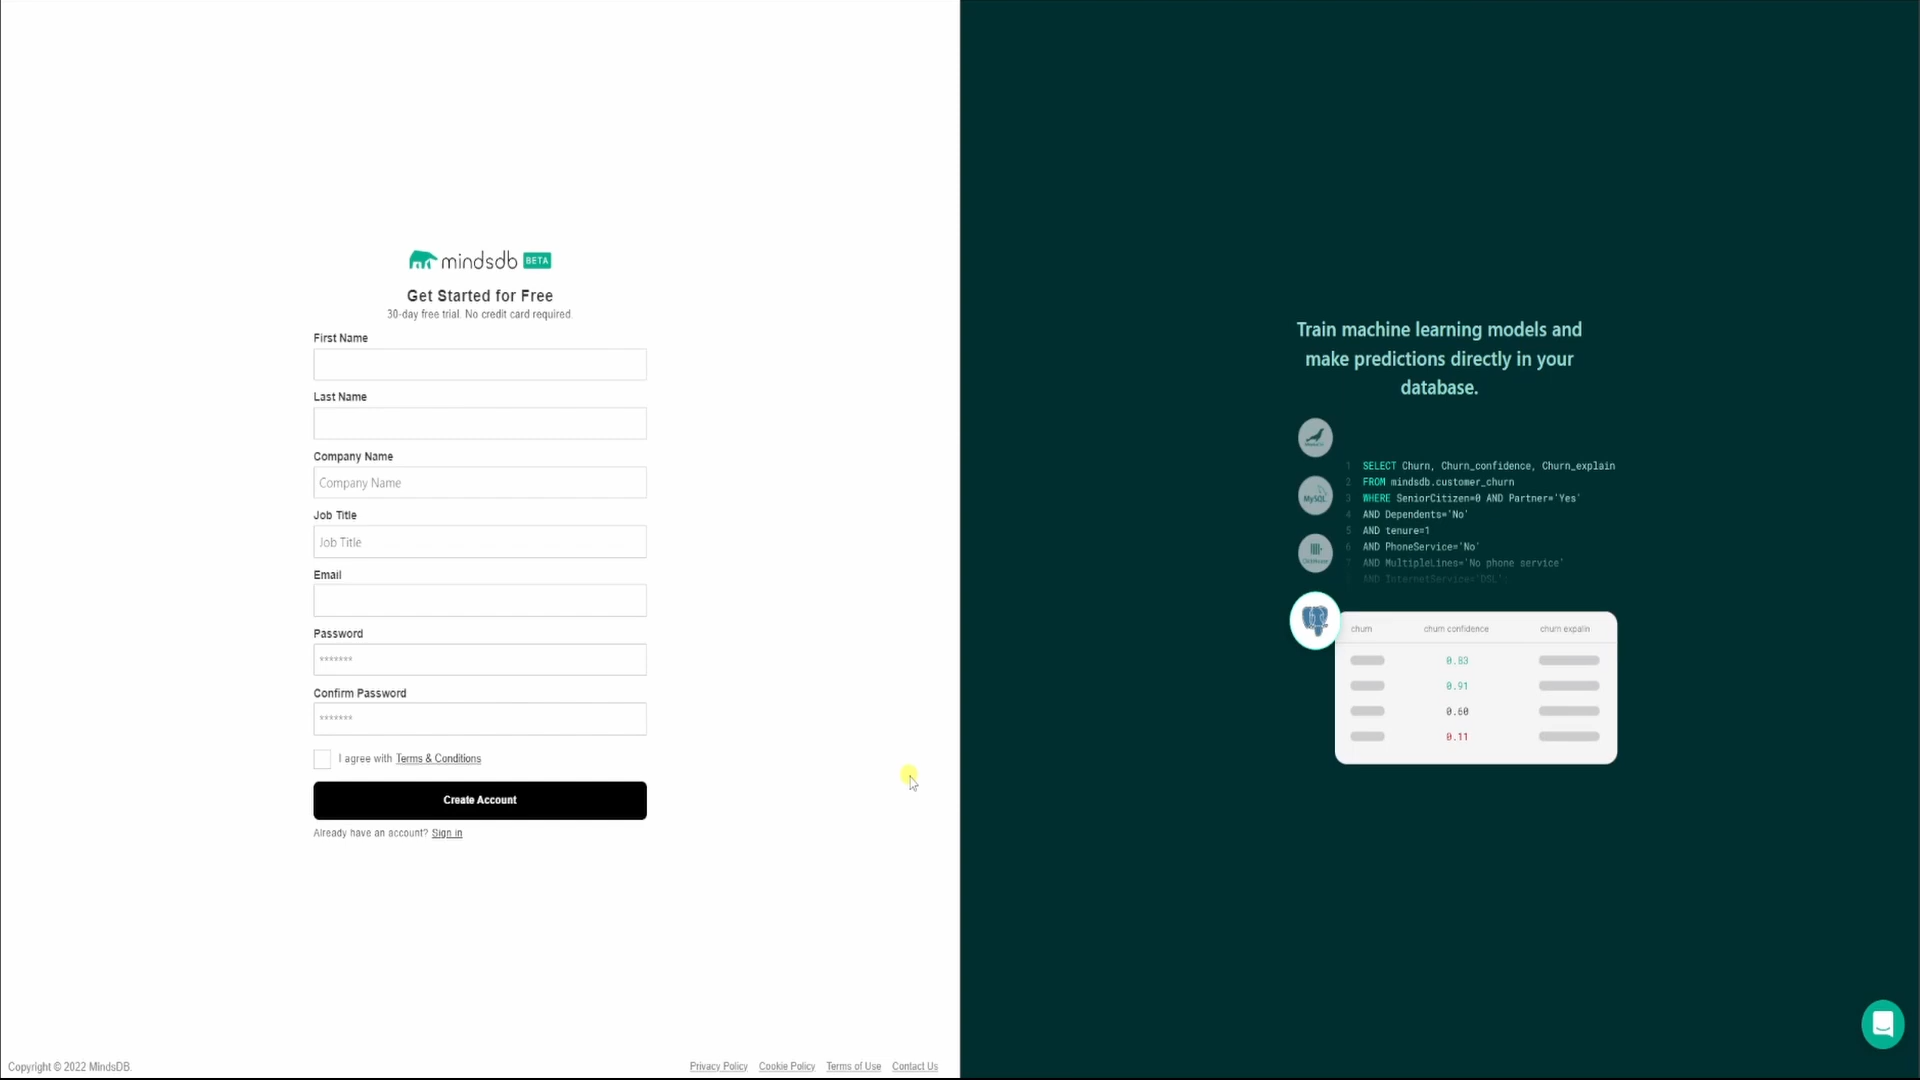 mindsdb BETA
Get Started for Free
30-day free trial. No credit card required.
First Name
Last Name
Company Name
Company Name
Job Title
Job Title
Email
Password
*******
Confirm Password
*******
I agree with Terms & Conditions
Create Account
Already have an account? Sign in
Copyright © 2022 MindsDB.
Privacy Policy Cookie Policy Terms of Use Contact Us
Train machine learning models and
make predictions directly in your
database.
MySQL
1 SELECT Churn, Churn_confidence, Churn_explain
2 FROM mindsdb.customer_churn
3 WHERE SeniorCitizen=0 AND Partner='Yes'
4 AND Dependents='No'
5 AND tenure=1
6 AND PhoneService='No'
7 AND MultipleLines='No phone service'
AND InternetService='DSL';
churn churn confidence churn expalin
0.83
0.91
0.60
0.11